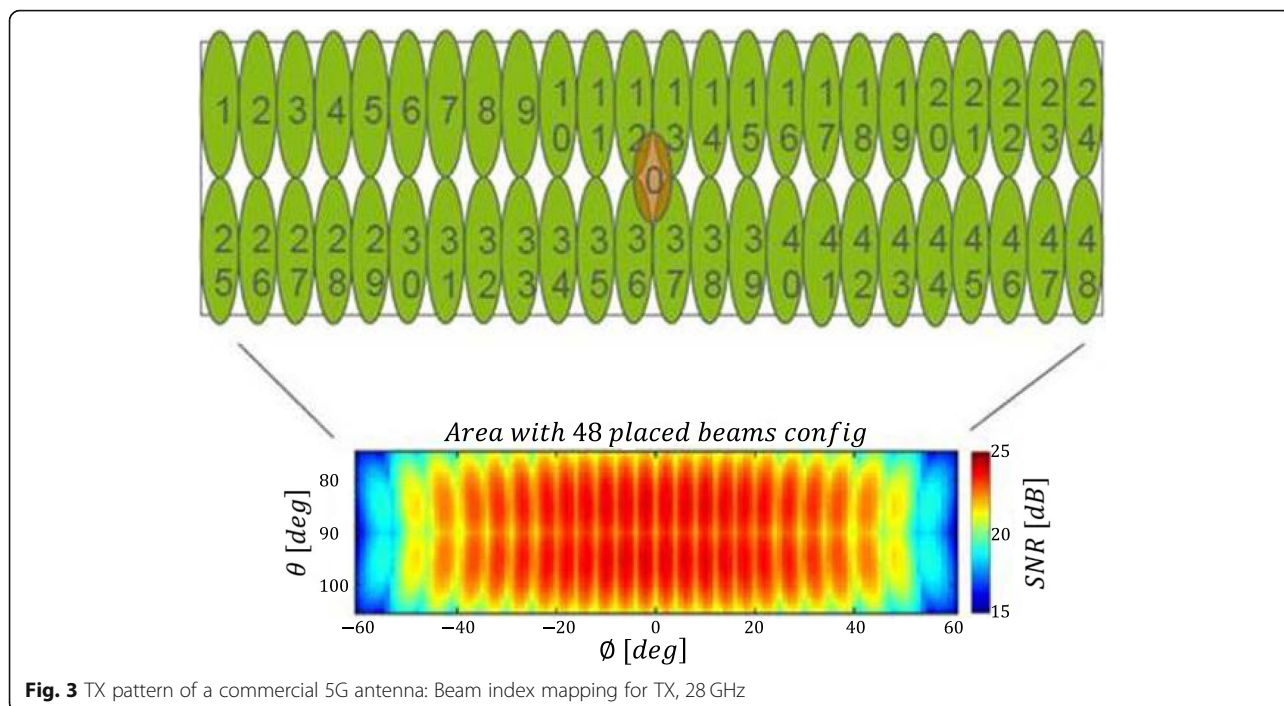 1 2 3 4 5 6 7 8 9 10 11 12 13 14 15 16 17 18 19 20 21 22 23 24
0
25 26 27 28 29 30 31 32 33 34 35 36 37 38 39 40 41 42 43 44 45 46 47 48
Area with 48 placed beams config
80
90
100
θ [deg]
−60 −40 −20 0 20 40 60
Ø [deg]
25
20
15
SNR [dB]
Fig. 3 TX pattern of a commercial 5G antenna: Beam index mapping for TX, 28 GHz